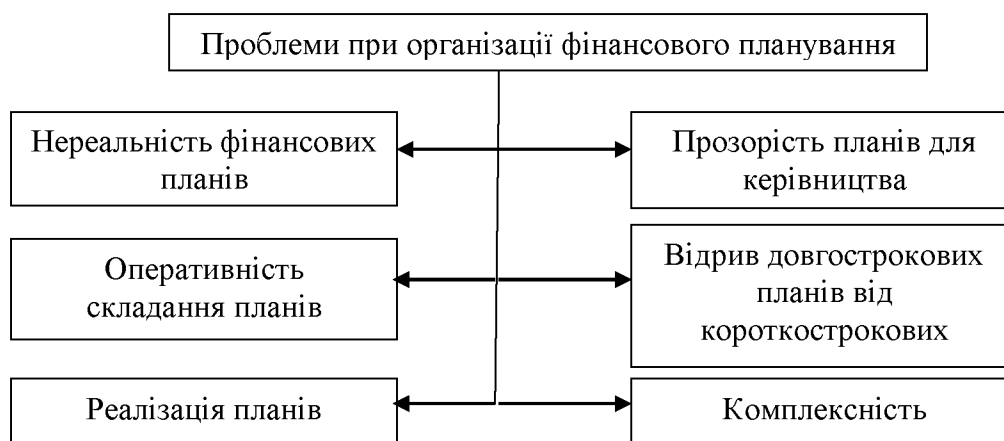 Проблеми при організації фінансового планування
Нереальність фінансових
планів
Прозорість планів для
керівництва
Оперативність
складання планів
Відрив довгострокових
планів від
короткострокових
Реалізація планів
Комплексність